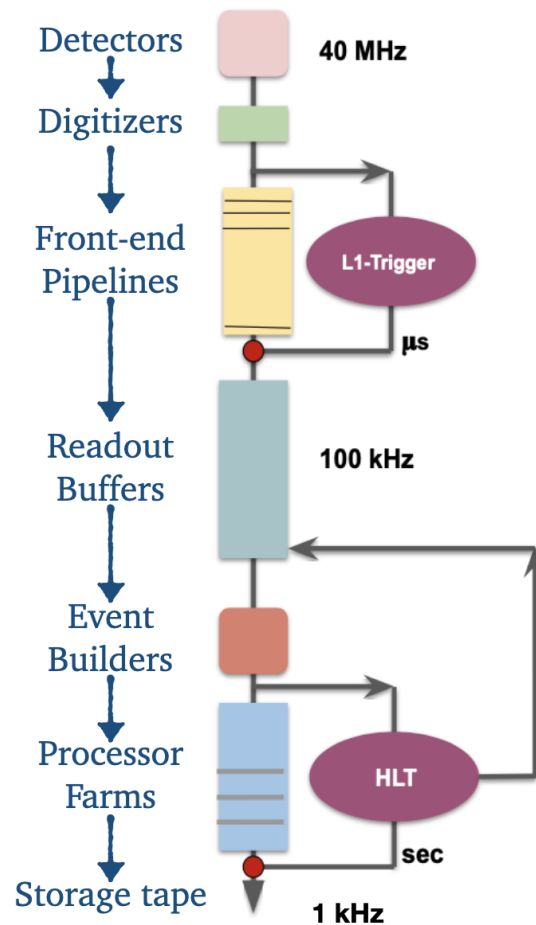 Detectors
40 MHz
Digitizers
Front-end
Pipelines
L1-Trigger
μs
Readout
Buffers
100 kHz
Event
Builders
Processor
Farms
HLT
sec
Storage tape
1 kHz